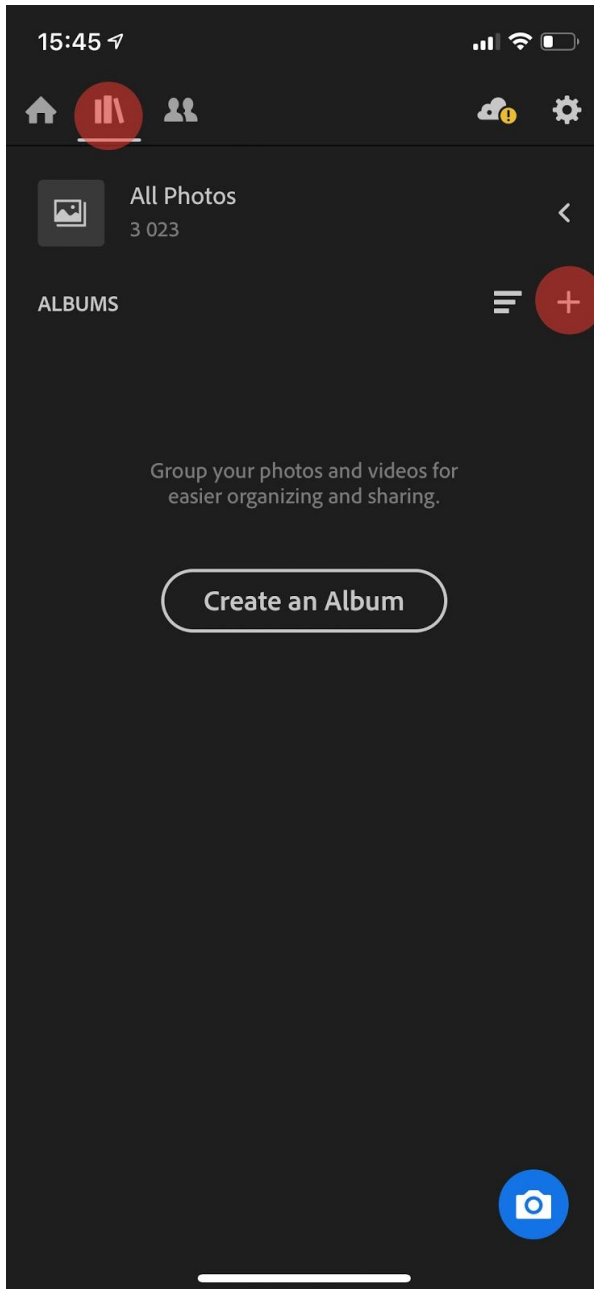 15:45
All Photos
3 023
ALBUMS
Group your photos and videos for
easier organizing and sharing.
Create an Album